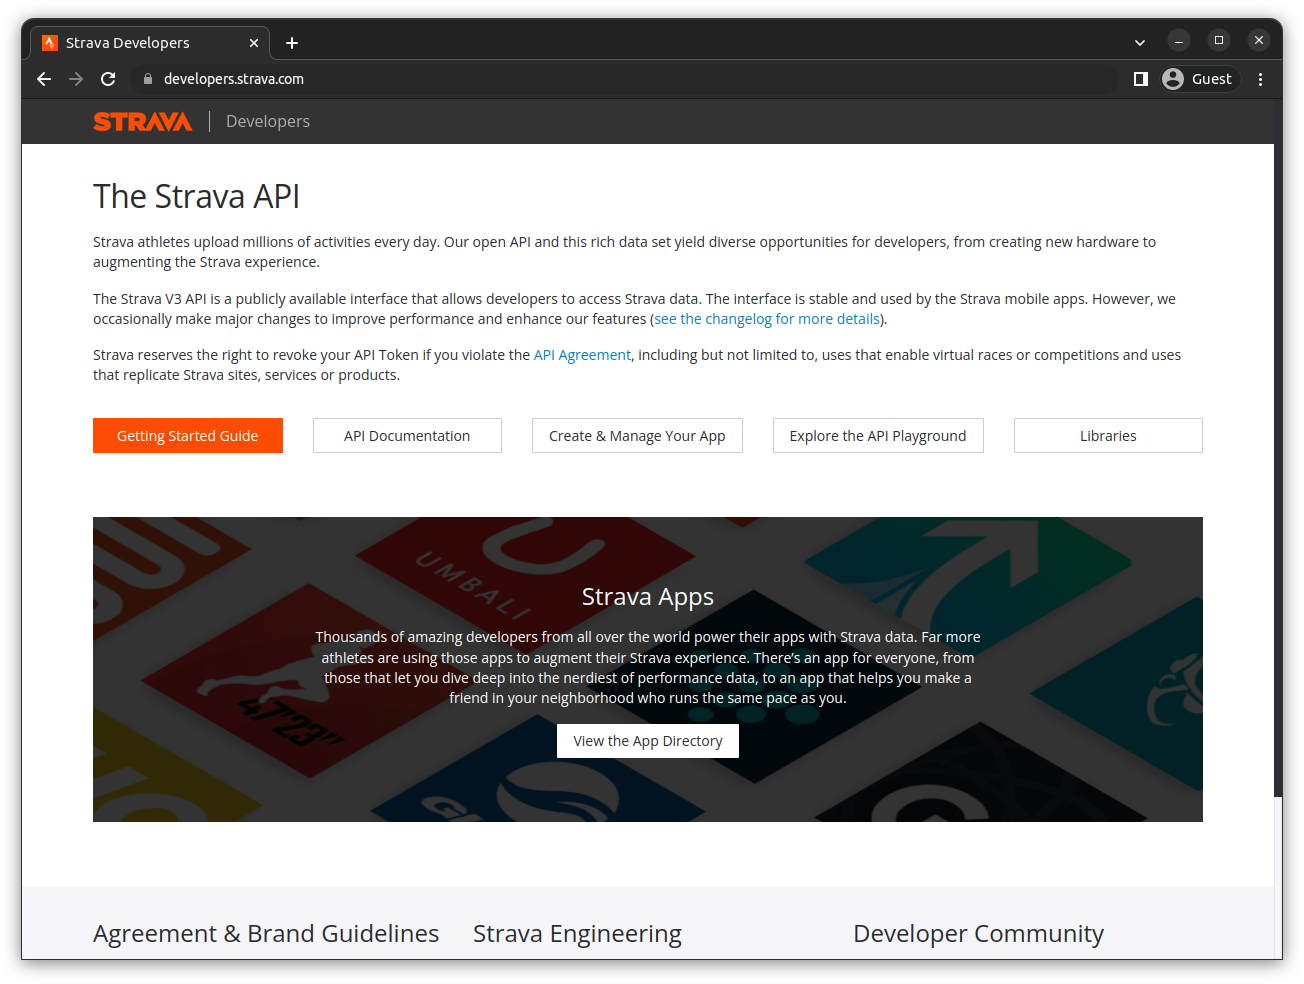 Strava Developers
developers.strava.com
Guest
STRAVA
Developers
The Strava API
Strava athletes upload millions of activities every day. Our open API and this rich data set yield diverse opportunities for developers, from creating new hardware to
augmenting the Strava experience.
The Strava V3 API is a publicly available interface that allows developers to access Strava data. The interface is stable and used by the Strava mobile apps. However, we
occasionally make major changes to improve performance and enhance our features (see the changelog for more details).
Strava reserves the right to revoke your API Token if you violate the API Agreement, including but not limited to, uses that enable virtual races or competitions and uses
that replicate Strava sites, services or products.
Getting Started Guide
API Documentation
Create & Manage Your App
Explore the API Playground
Libraries
UMBALI
Strava Apps
Thousands of amazing developers from all over the world power their apps with Strava data. Far more
athletes are using those apps to augment their Strava experience. There's an app for everyone, from
those that let you dive deep into the nerdiest of performance data, to an app that helps you make a
friend in your neighborhood who runs the same pace as you.
47'23"
View the App Directory
Agreement & Brand Guidelines
Strava Engineering
Developer Community